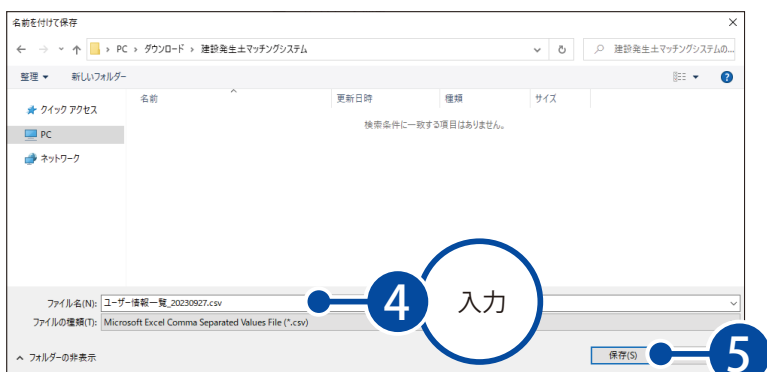 名前を付けて保存
PC › ダウンロード › 建設発生土マッチングシステム
建設発生土マッチングシステムの...
整理 新しいフォルダー
名前 更新日時 種類 サイズ
クイック アクセス
検索条件に一致する項目はありません。
PC
ネットワーク
ファイル名(N): ユーザー情報一覧_20230927.csv
4 入力
ファイルの種類(T): Microsoft Excel Comma Separated Values File (*.csv)
フォルダーの非表示
保存(S) 5